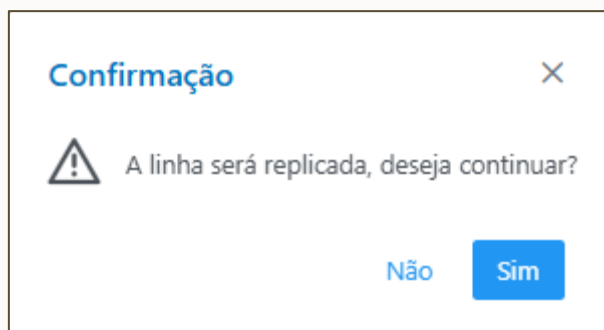 Confirmação
A linha será replicada, deseja continuar?
Não
Sim